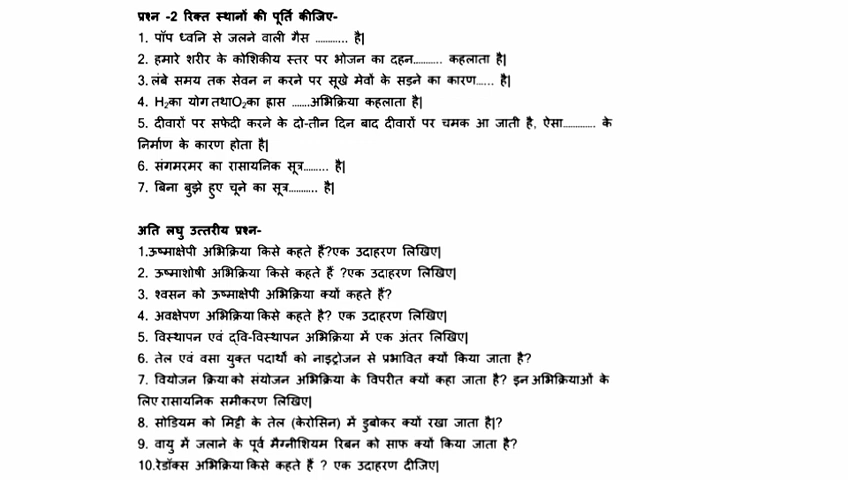 प्रश्न -2 रिक्त स्थानों की पूर्ति कीजिए-
1. पॉप ध्वनि से जलने वाली गैस ............ है|
2. हमारे शरीर के कोशिकीय स्तर पर भोजन का दहन........... कहलाता है|
3. लंबे समय तक सेवन न करने पर सूखे मेवों के सड़ने का कारण...... है|
4. H₂का योग तथाO₂का ह्रास .......अभिक्रिया कहलाता है|
5. दीवारों पर सफेदी करने के दो-तीन दिन बाद दीवारों पर चमक आ जाती है, ऐसा............. के
निर्माण के कारण होता है|
6. संगमरमर का रासायनिक सूत्र......... है|
7. बिना बुझे हुए चूने का सूत्र........... है|
अति लघु उत्तरीय प्रश्न-
1.ऊष्माक्षेपी अभिक्रिया किसे कहते हैं?एक उदाहरण लिखिए|
2. ऊष्माशोषी अभिक्रिया किसे कहते हैं ?एक उदाहरण लिखिए|
3. श्वसन को ऊष्माक्षेपी अभिक्रिया क्यों कहते हैं?
4. अवक्षेपण अभिक्रिया किसे कहते है? एक उदाहरण लिखिए|
5. विस्थापन एवं द्वि-विस्थापन अभिक्रिया में एक अंतर लिखिए|
6. तेल एवं वसा युक्त पदार्थों को नाइट्रोजन से प्रभावित क्यों किया जाता है?
7. वियोजन क्रिया को संयोजन अभिक्रिया के विपरीत क्यों कहा जाता है? इन अभिक्रियाओं के
लिए रासायनिक समीकरण लिखिए|
8. सोडियम को मिट्टी के तेल (केरोसिन) में डुबोकर क्यों रखा जाता है|?
9. वायु में जलाने के पूर्व मैग्नीशियम रिबन को साफ क्यों किया जाता है?
10.रेडॉक्स अभिक्रिया किसे कहते हैं ? एक उदाहरण दीजिए|